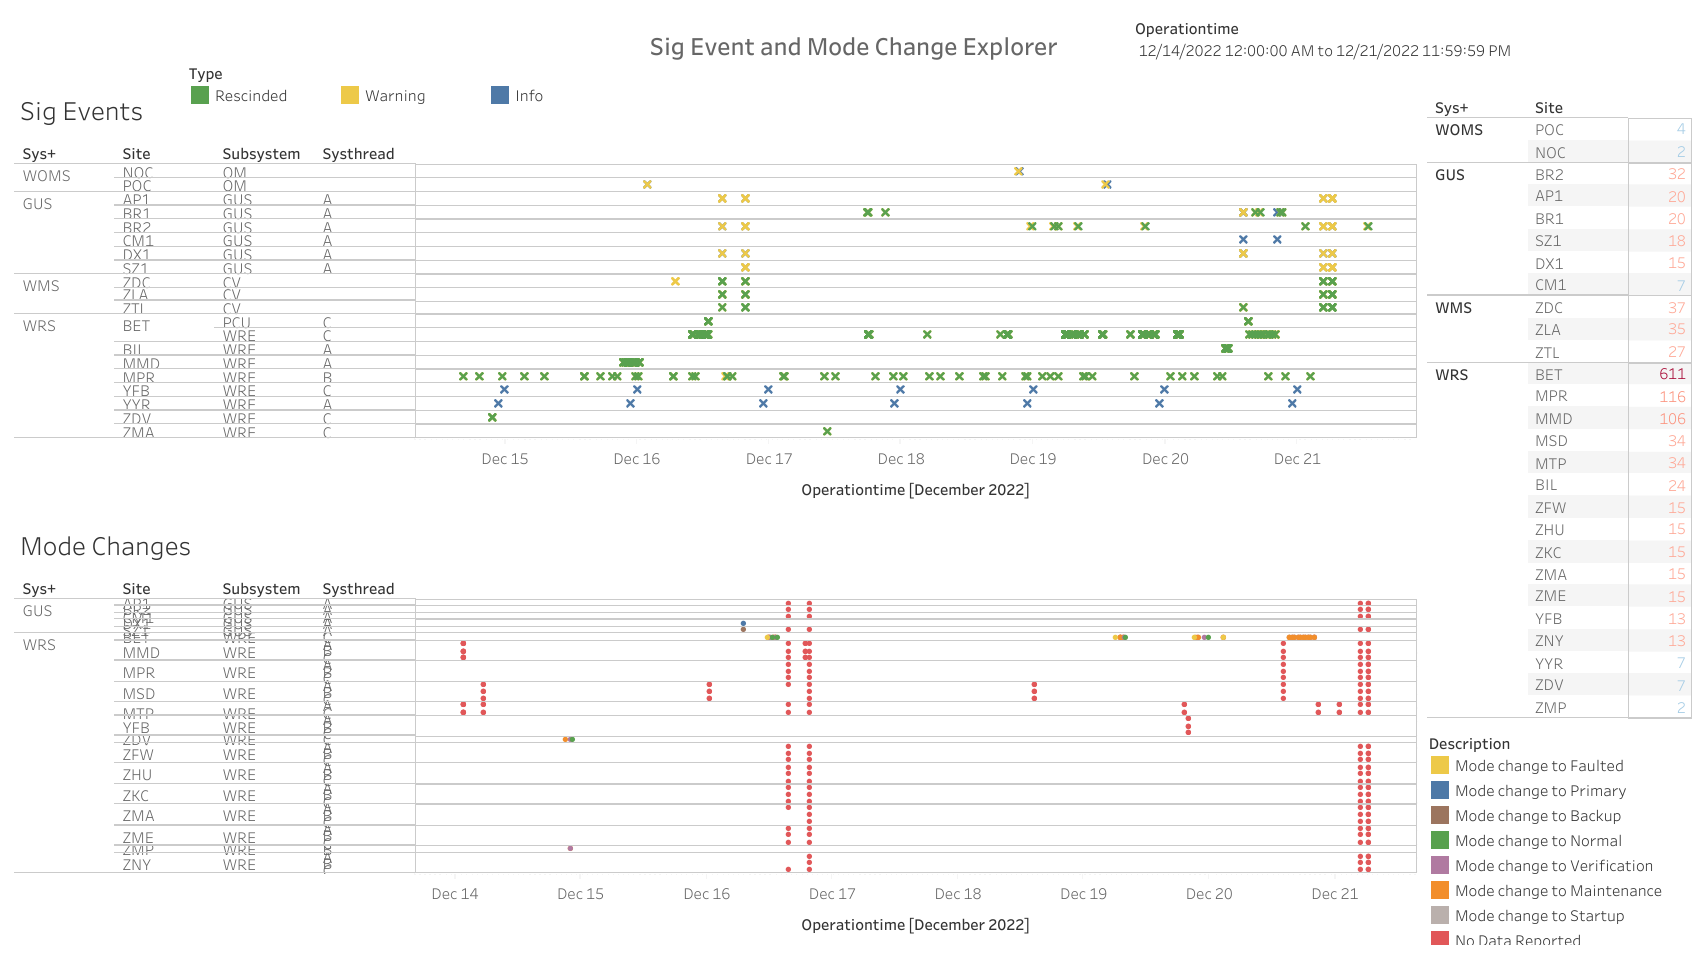 Sig Event and Mode Change Explorer
Operationtime
12/14/2022 12:00:00 AM to 12/21/2022 11:59:59 PM
Type
Rescinded Warning Info
Sig Events
Sys+ Site Subsystem Systhread
WOMS NOC OM
POC OM
GUS AP1 GUS A
BR1 GUS A
BR2 GUS A
CM1 GUS A
DX1 GUS A
SZ1 GUS A
WMS ZDC CV
ZLA CV
ZTL CV
WRS BET PCU C
WRE C
BIL WRE A
MMD WRE A
MPR WRE B
YFB WRE C
YYR WRE A
ZDV WRE C
ZMA WRE C
Dec 15 Dec 16 Dec 17 Dec 18 Dec 19 Dec 20 Dec 21
Operationtime [December 2022]
Mode Changes
Sys+ Site Subsystem Systhread
GUS AP1 GUS A
BR2 GUS A
CM1 GUS A
DX1 GUS A
SZ1 GUS A
WRS BET WRE C
MMD WRE A B
MPR WRE A B
MSD WRE A B
MTP WRE A C
YFB WRE A B
ZDV WRE C
ZFW WRE A B
ZHU WRE A B
ZKC WRE A B
ZMA WRE A B
ZME WRE A B
ZMP WRE B
ZNY WRE A B
Dec 14 Dec 15 Dec 16 Dec 17 Dec 18 Dec 19 Dec 20 Dec 21
Operationtime [December 2022]
Sys+ Site
WOMS POC 4
NOC 2
GUS BR2 32
AP1 20
BR1 20
SZ1 18
DX1 15
CM1 7
WMS ZDC 37
ZLA 35
ZTL 27
WRS BET 611
MPR 116
MMD 106
MSD 34
MTP 34
BIL 24
ZFW 15
ZHU 15
ZKC 15
ZMA 15
ZME 15
YFB 13
ZNY 13
YYR 7
ZDV 7
ZMP 2
Description
Mode change to Faulted
Mode change to Primary
Mode change to Backup
Mode change to Normal
Mode change to Verification
Mode change to Maintenance
Mode change to Startup
No Data Reported